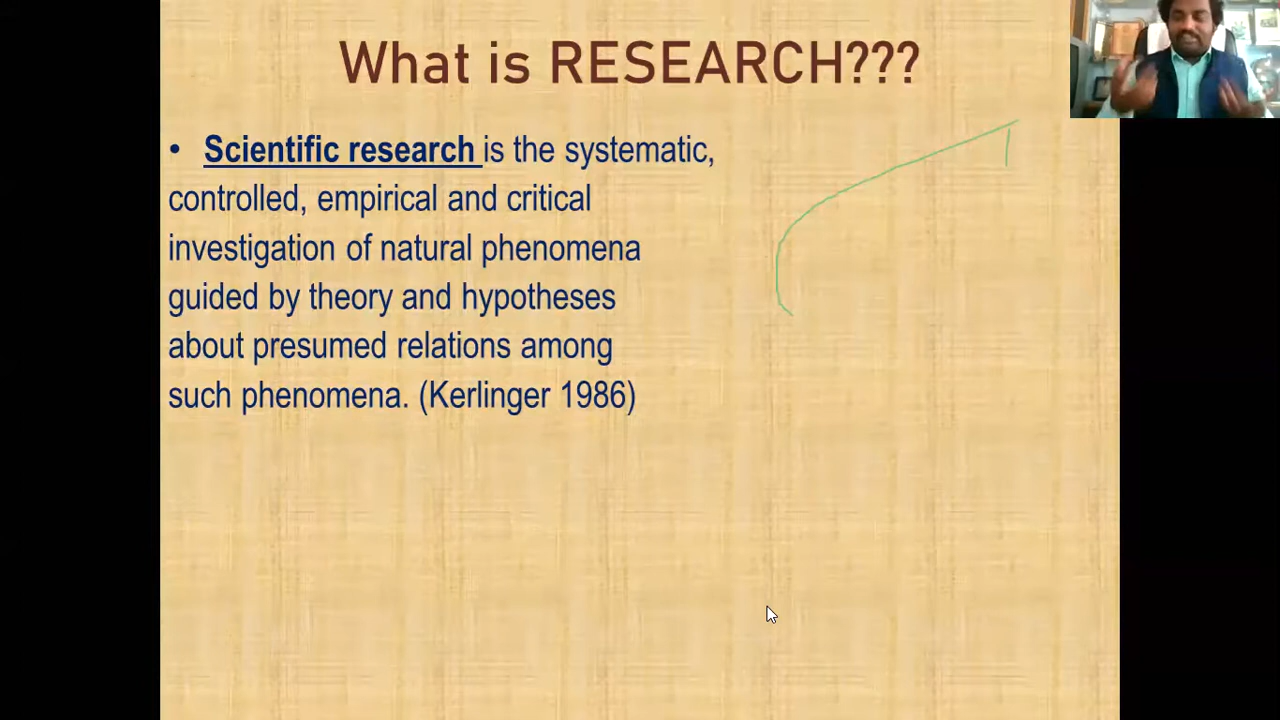 What is RESEARCH???
• Scientific research is the systematic,
controlled, empirical and critical
investigation of natural phenomena
guided by theory and hypotheses
about presumed relations among
such phenomena. (Kerlinger 1986)